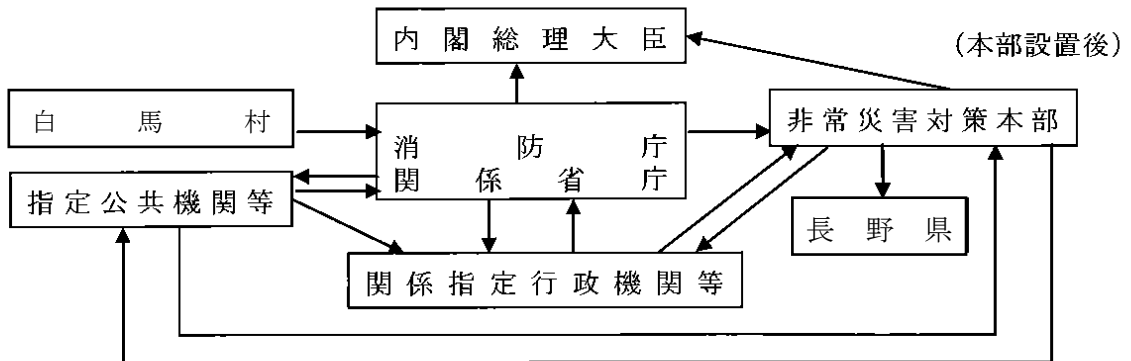 内閣総理大臣
(本部設置後)
白馬村
消防庁
関係省庁
非常災害対策本部
指定公共機関等
長野県
関係指定行政機関等